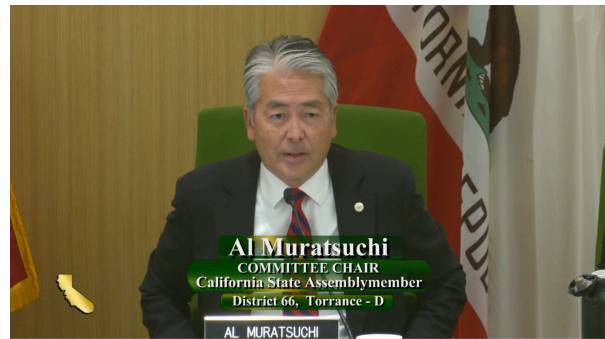 Al Muratsuchi
COMMITTEE CHAIR
California State Assemblymember
District 66, Torrance - D
AL MURATSUCHI